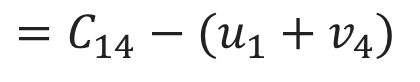 = C₁₄ − (u₁ + v₄)